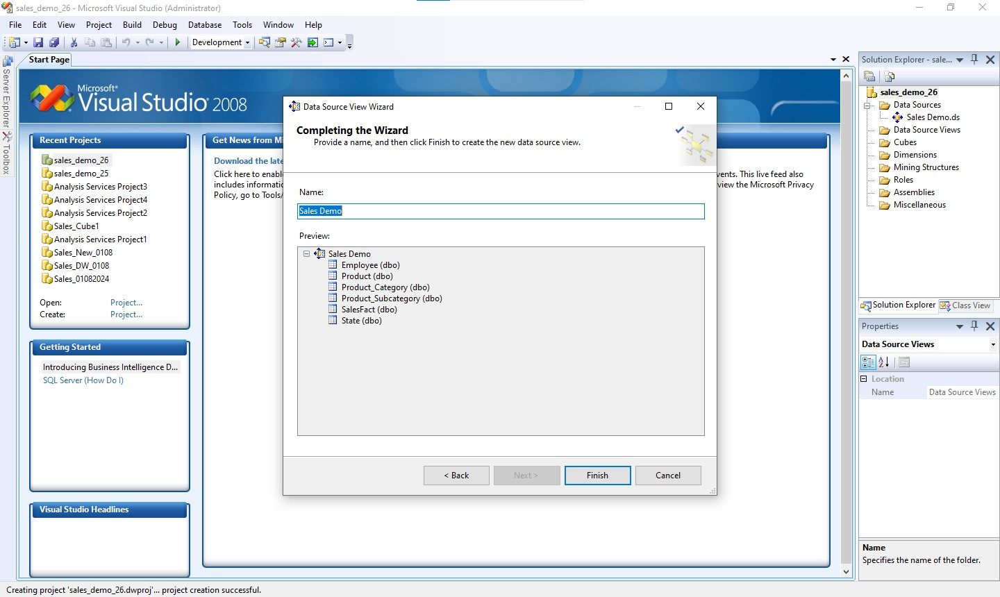 sales_demo_26 - Microsoft Visual Studio (Administrator)
File Edit View Project Build Debug Database Tools Window Help
Development
Server Explorer
Toolbox
Start Page
Microsoft®
Visual Studio® 2008
Recent Projects
sales_demo_26
sales_demo_25
Analysis Services Project3
Analysis Services Project4
Analysis Services Project2
Sales_Cube1
Analysis Services Project1
Sales_New_0108
Sales_DW_0108
Sales_01082024
Open: Project...
Create: Project...
Getting Started
Introducing Business Intelligence D...
SQL Server (How Do I)
Visual Studio Headlines
Get News from Mi
Download the late
Click here to enabl
includes informatio
Policy, go to Tools/
vents. This live feed also
view the Microsoft Privacy
Data Source View Wizard
Completing the Wizard
Provide a name, and then click Finish to create the new data source view.
Name:
Sales Demo
Preview:
Sales Demo
Employee (dbo)
Product (dbo)
Product_Category (dbo)
Product_Subcategory (dbo)
SalesFact (dbo)
State (dbo)
< Back Next > Finish Cancel
Solution Explorer - sale...
sales_demo_26
Data Sources
Sales Demo.ds
Data Source Views
Cubes
Dimensions
Mining Structures
Roles
Assemblies
Miscellaneous
Solution Explorer Class View
Properties
Data Source Views
Location
Name Data Source Views
Name
Specifies the name of the folder.
Creating project 'sales_demo_26.dwproj'... project creation successful.